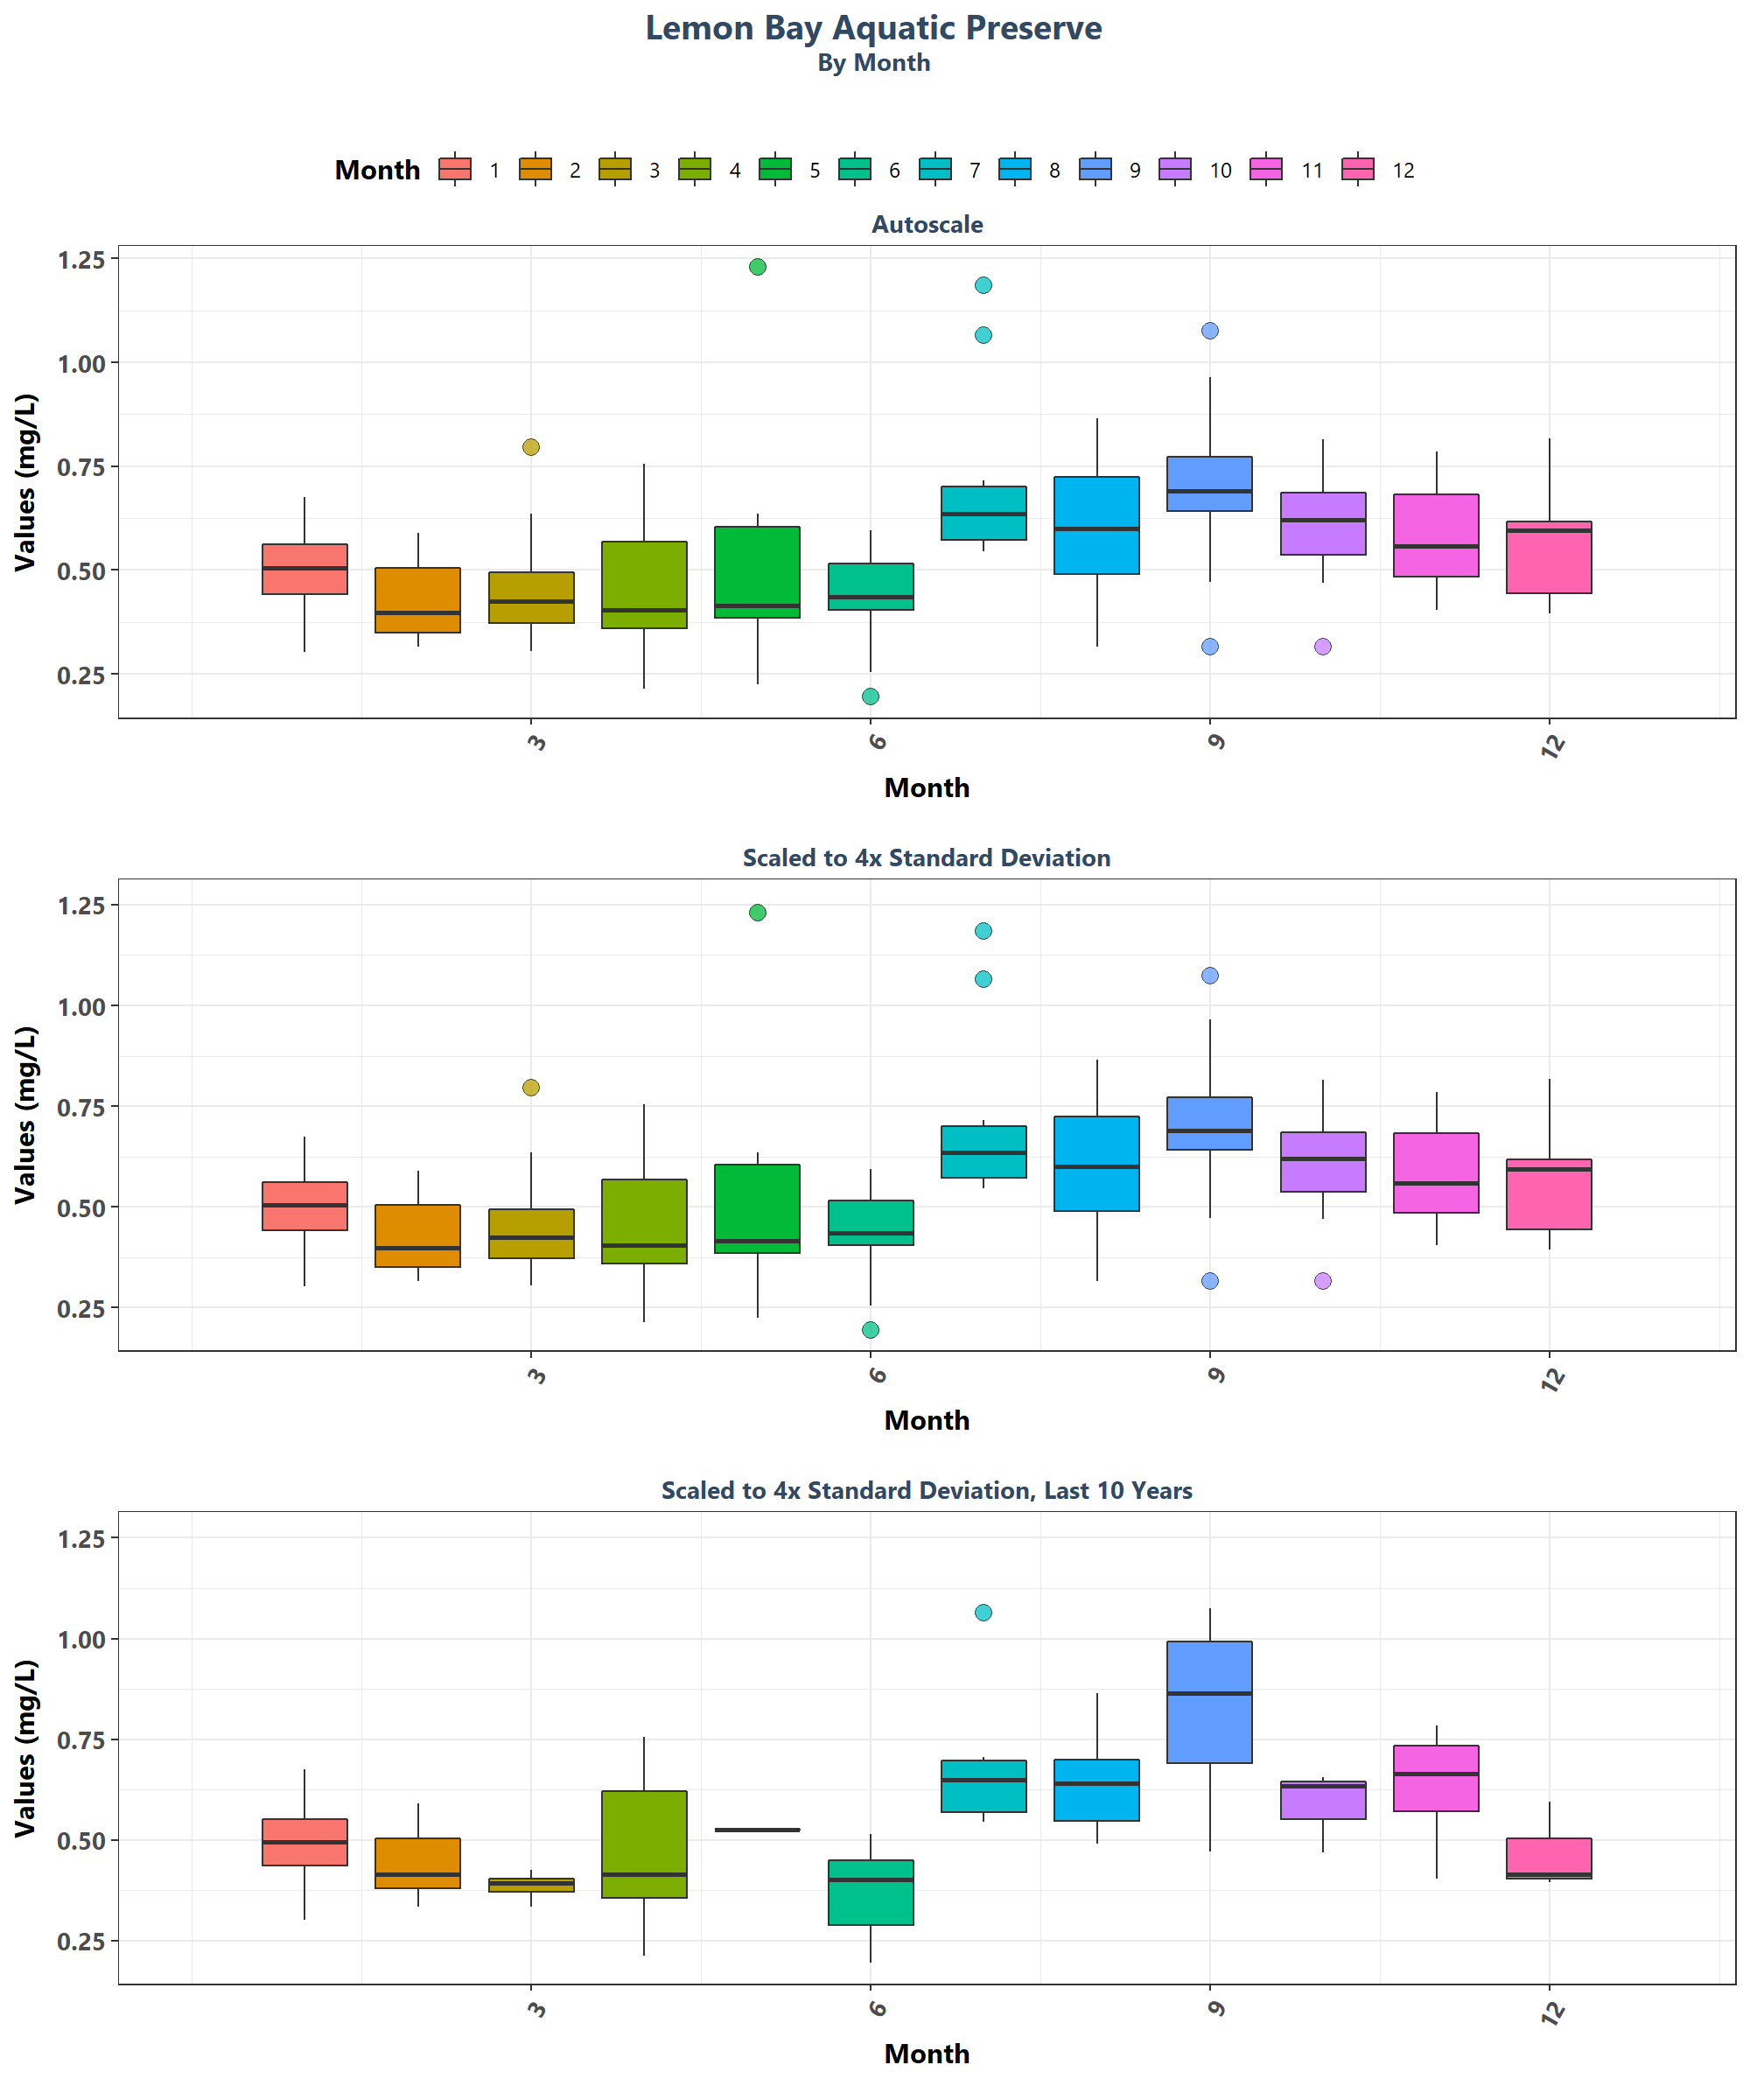 Lemon Bay Aquatic Preserve
By Month
Month 1 2 3 4 5 6 7 8 9 10 11 12
Autoscale
Values (mg/L)
1.25
1.00
0.75
0.50
0.25
3 6 9 12
Month
Scaled to 4x Standard Deviation
Values (mg/L)
1.25
1.00
0.75
0.50
0.25
3 6 9 12
Month
Scaled to 4x Standard Deviation, Last 10 Years
Values (mg/L)
1.25
1.00
0.75
0.50
0.25
3 6 9 12
Month